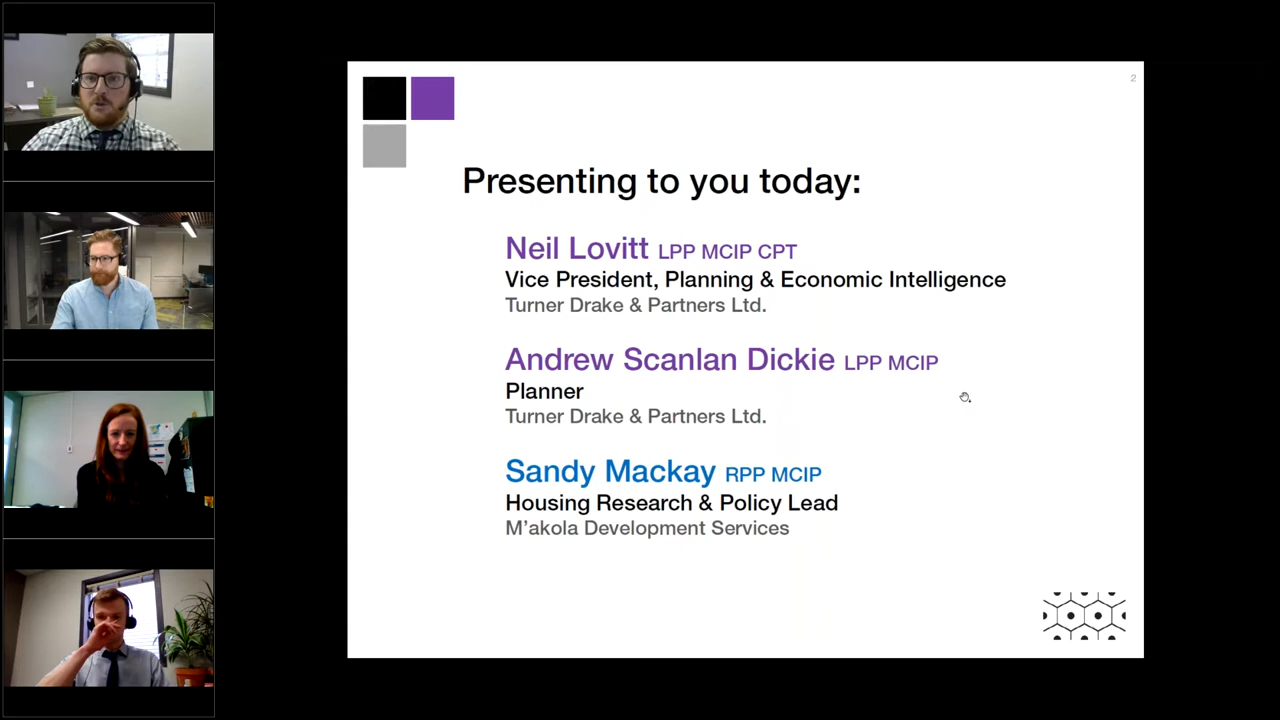 2
Presenting to you today:
Neil Lovitt LPP MCIP CPT
Vice President, Planning & Economic Intelligence
Turner Drake & Partners Ltd.
Andrew Scanlan Dickie LPP MCIP
Planner
Turner Drake & Partners Ltd.
Sandy Mackay RPP MCIP
Housing Research & Policy Lead
M’akola Development Services